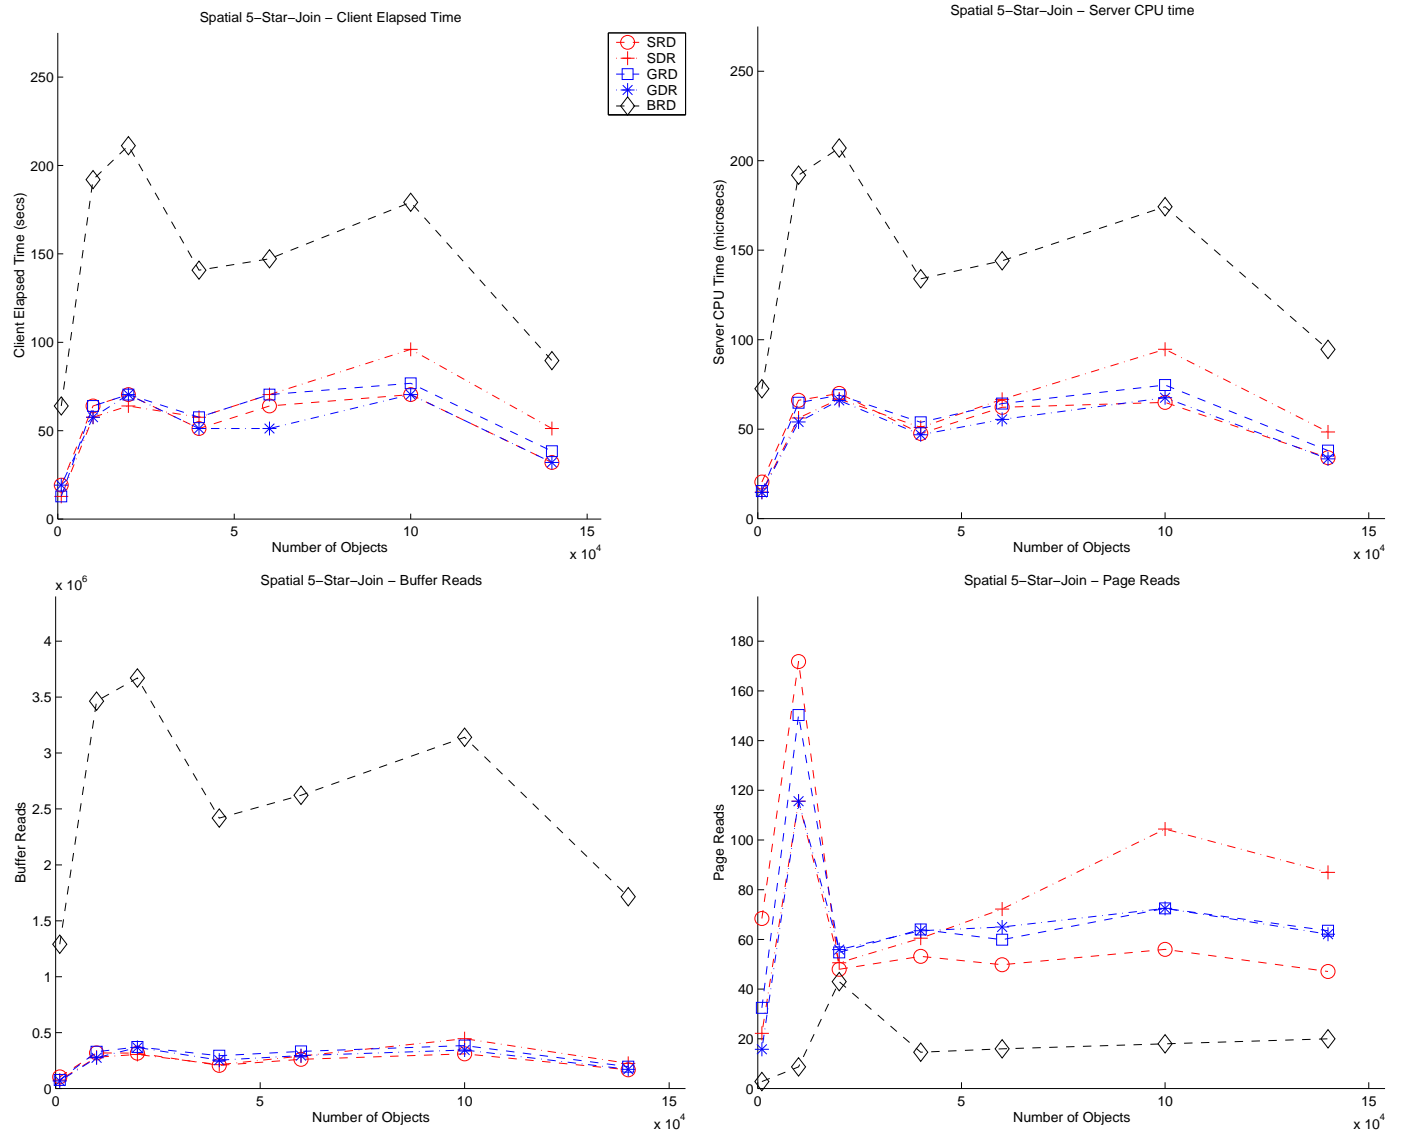 Spatial 5−Star−Join − Client Elapsed Time
250
200
150
100
50
0
Client Elapsed Time (secs)
0 5 10 15
x 10^4
Number of Objects
SRD
SDR
GRD
GDR
BRD
Spatial 5−Star−Join − Server CPU time
250
200
150
100
50
0
Server CPU Time (microsecs)
0 5 10 15
x 10^4
Number of Objects
Spatial 5−Star−Join − Buffer Reads
x 10^6
4
3.5
3
2.5
2
1.5
1
0.5
0
Buffer Reads
0 5 10 15
x 10^4
Number of Objects
Spatial 5−Star−Join − Page Reads
180
160
140
120
100
80
60
40
20
0
Page Reads
0 5 10 15
x 10^4
Number of Objects